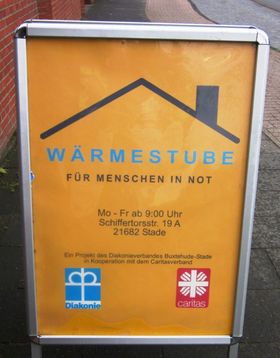 WÄRMESTUBE
FÜR MENSCHEN IN NOT
Mo - Fr ab 9:00 Uhr
Schiffertorsstr. 19 A
21682 Stade
Ein Projekt des Diakonieverbandes Buxtehude-Stade
in Kooperation mit dem Caritasverband
Diakonie
caritas